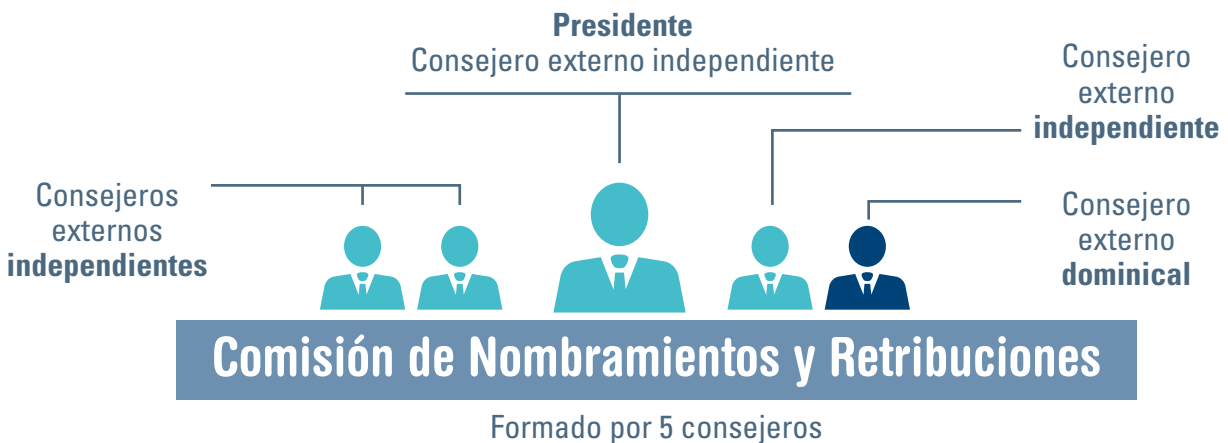 Presidente
Consejero externo independiente
Consejero
externo
independiente
Consejeros
externos
independientes
Consejero
externo
dominical
Comisión de Nombramientos y Retribuciones
Formado por 5 consejeros